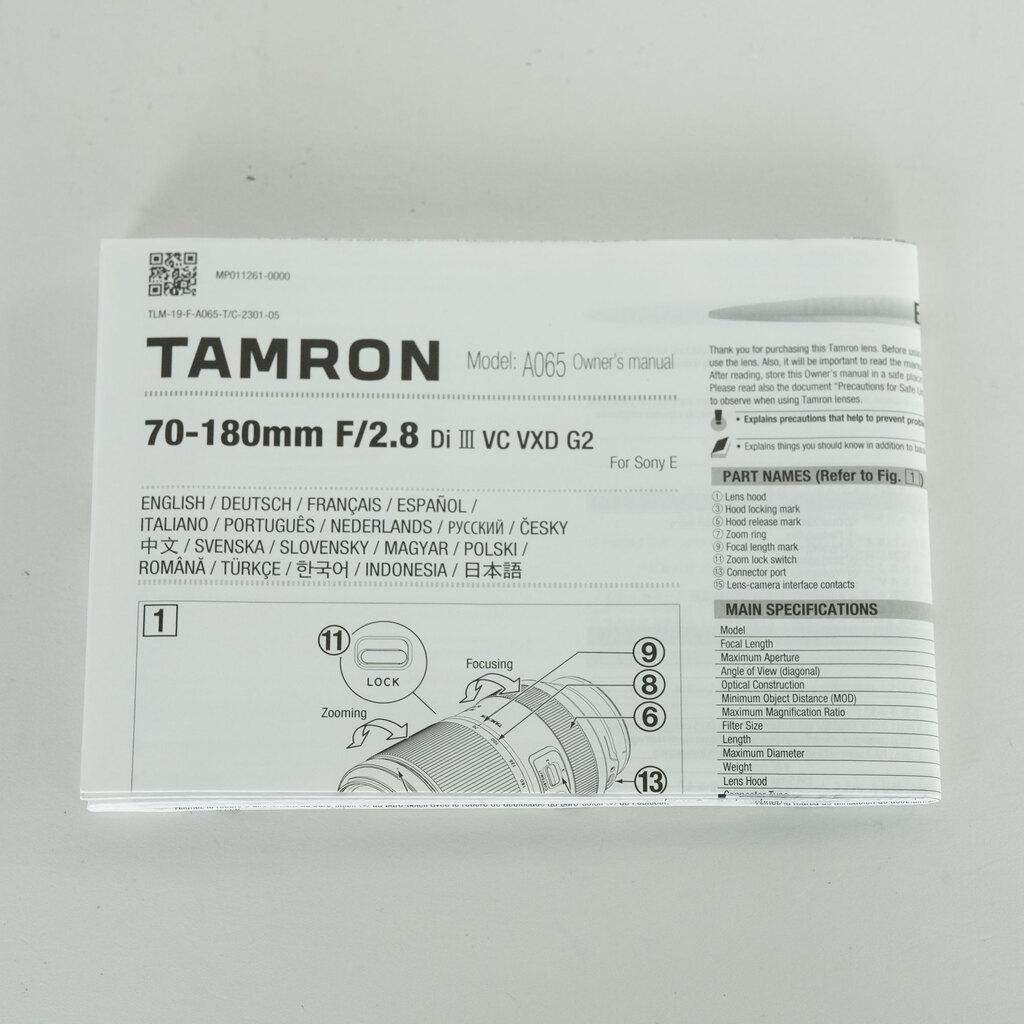 MP011261-0000
TLM-19-F-A065-T/C-2301-05
TAMRON Model: A065 Owner's manual
70-180mm F/2.8 Di III VC VXD G2
For Sony E
ENGLISH / DEUTSCH / FRANÇAIS / ESPAÑOL /
ITALIANO / PORTUGUÊS / NEDERLANDS / РУССКИЙ / ČESKY
中文 / SVENSKA / SLOVENSKY / MAGYAR / POLSKI /
ROMÂNĂ / TÜRKÇE / 한국어 / INDONESIA / 日本語
1
11
LOCK
Focusing
Zooming
9
8
6
13
Thank you for purchasing this Tamron lens. Before
use the lens. Also, it will be important to read the
After reading, store this Owner's manual in a safe
Please read also the document "Precautions for Safe
to observe when using Tamron lenses.
• Explains precautions that help to prevent
• Explains things you should know in addition to
PART NAMES (Refer to Fig. 1)
① Lens hood
③ Hood locking mark
⑤ Hood release mark
⑦ Zoom ring
⑨ Focal length mark
⑪ Zoom lock switch
⑬ Connector port
⑮ Lens-camera interface contacts
MAIN SPECIFICATIONS
Model
Focal Length
Maximum Aperture
Angle of View (diagonal)
Optical Construction
Minimum Object Distance (MOD)
Maximum Magnification Ratio
Filter Size
Length
Maximum Diameter
Weight
Lens Hood
Connector Type